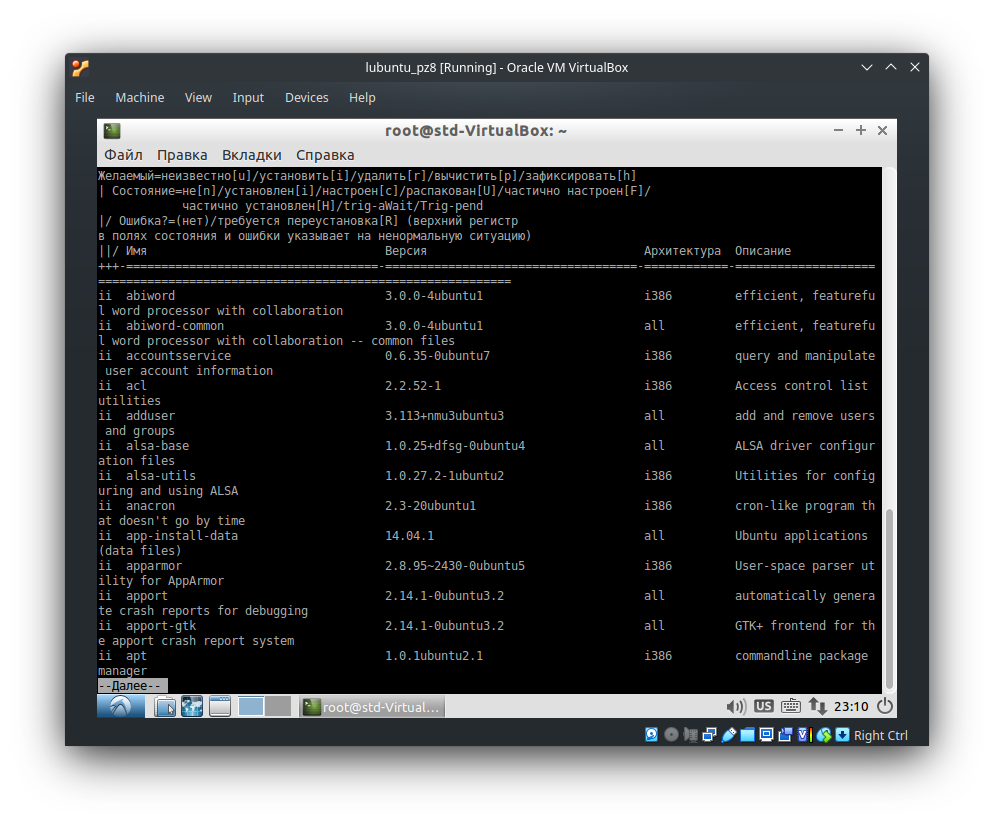 lubuntu_pz8 [Running] - Oracle VM VirtualBox
File Machine View Input Devices Help
root@std-VirtualBox: ~
Файл Правка Вкладки Справка
Желаемый=неизвестно[u]/установить[i]/удалить[r]/вычистить[p]/зафиксировать[h]
| Состояние=не[n]/установлен[i]/настроен[c]/распакован[U]/частично настроен[F]/
            частично установлен[H]/trig-aWait/Trig-pend
|/ Ошибка?=(нет)/требуется переустановка[R] (верхний регистр
в полях состояния и ошибки указывает на ненормальную ситуацию)
||/ Имя                                  Версия                               Архитектура  Описание
+++-====================================-====================================-============-====================
===========================================================
ii  abiword                              3.0.0-4ubuntu1                       i386         efficient, featurefu
l word processor with collaboration
ii  abiword-common                       3.0.0-4ubuntu1                       all          efficient, featurefu
l word processor with collaboration -- common files
ii  accountsservice                      0.6.35-0ubuntu7                      i386         query and manipulate
 user account information
ii  acl                                  2.2.52-1                             i386         Access control list
utilities
ii  adduser                              3.113+nmu3ubuntu3                    all          add and remove users
 and groups
ii  alsa-base                            1.0.25+dfsg-0ubuntu4                 all          ALSA driver configur
ation files
ii  alsa-utils                           1.0.27.2-1ubuntu2                    i386         Utilities for config
uring and using ALSA
ii  anacron                              2.3-20ubuntu1                        i386         cron-like program th
at doesn't go by time
ii  app-install-data                     14.04.1                              all          Ubuntu applications
(data files)
ii  apparmor                             2.8.95~2430-0ubuntu5                 i386         User-space parser ut
ility for AppArmor
ii  apport                               2.14.1-0ubuntu3.2                    all          automatically genera
te crash reports for debugging
ii  apport-gtk                           2.14.1-0ubuntu3.2                    all          GTK+ frontend for th
e apport crash report system
ii  apt                                  1.0.1ubuntu2.1                       i386         commandline package
manager
--Далее--
root@std-Virtual... US 23:10
Right Ctrl